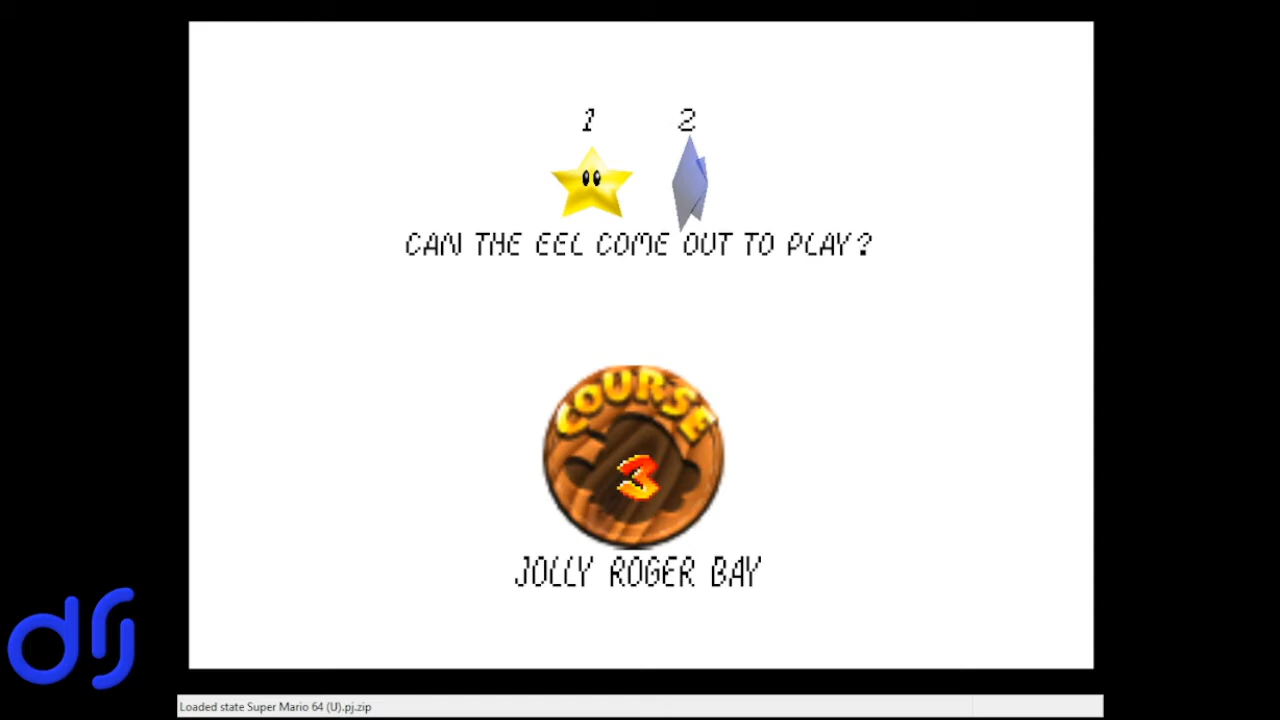 1 2
CAN THE EEL COME OUT TO PLAY?
COURSE
3
JOLLY ROGER BAY
drj
Loaded state Super Mario 64 (U).pj.zip